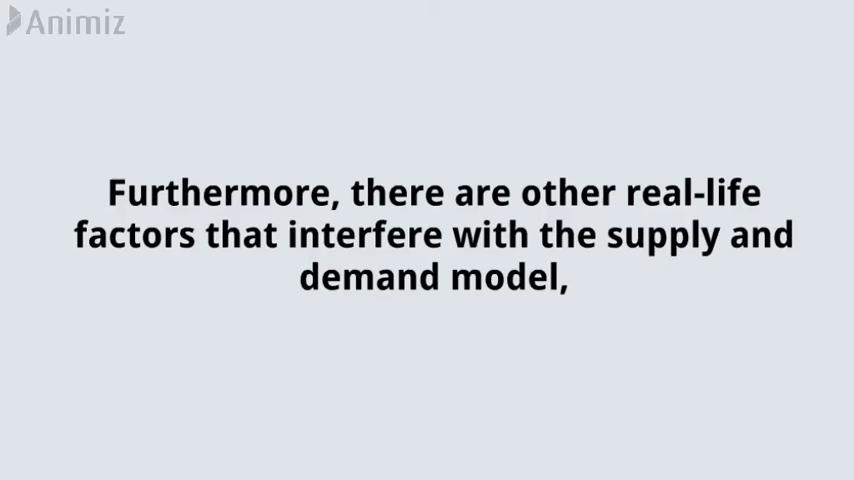 Animiz
Furthermore, there are other real-life
factors that interfere with the supply and
demand model,